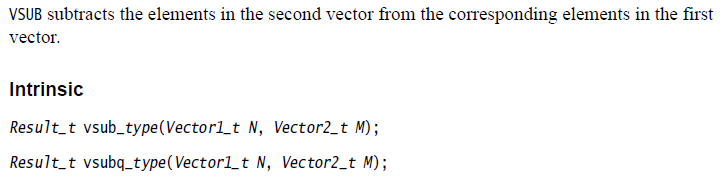 VSUB subtracts the elements in the second vector from the corresponding elements in the first
vector.
Intrinsic
Result_t vsub_type(Vector1_t N, Vector2_t M);
Result_t vsubq_type(Vector1_t N, Vector2_t M);